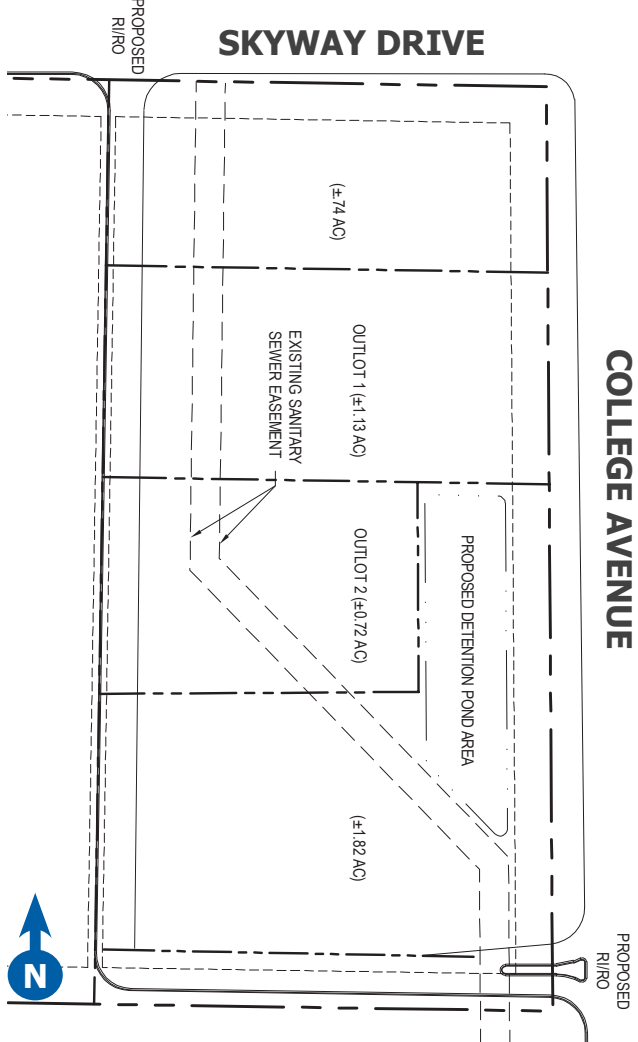 SKYWAY DRIVE
PROPOSED
RI/RO
(±.74 AC)
COLLEGE AVENUE
OUTLOT 1 (±1.13 AC)
EXISTING SANITARY
SEWER EASEMENT
OUTLOT 2 (±0.72 AC)
PROPOSED DETENTION POND AREA
(±1.82 AC)
PROPOSED
RI/RO
N